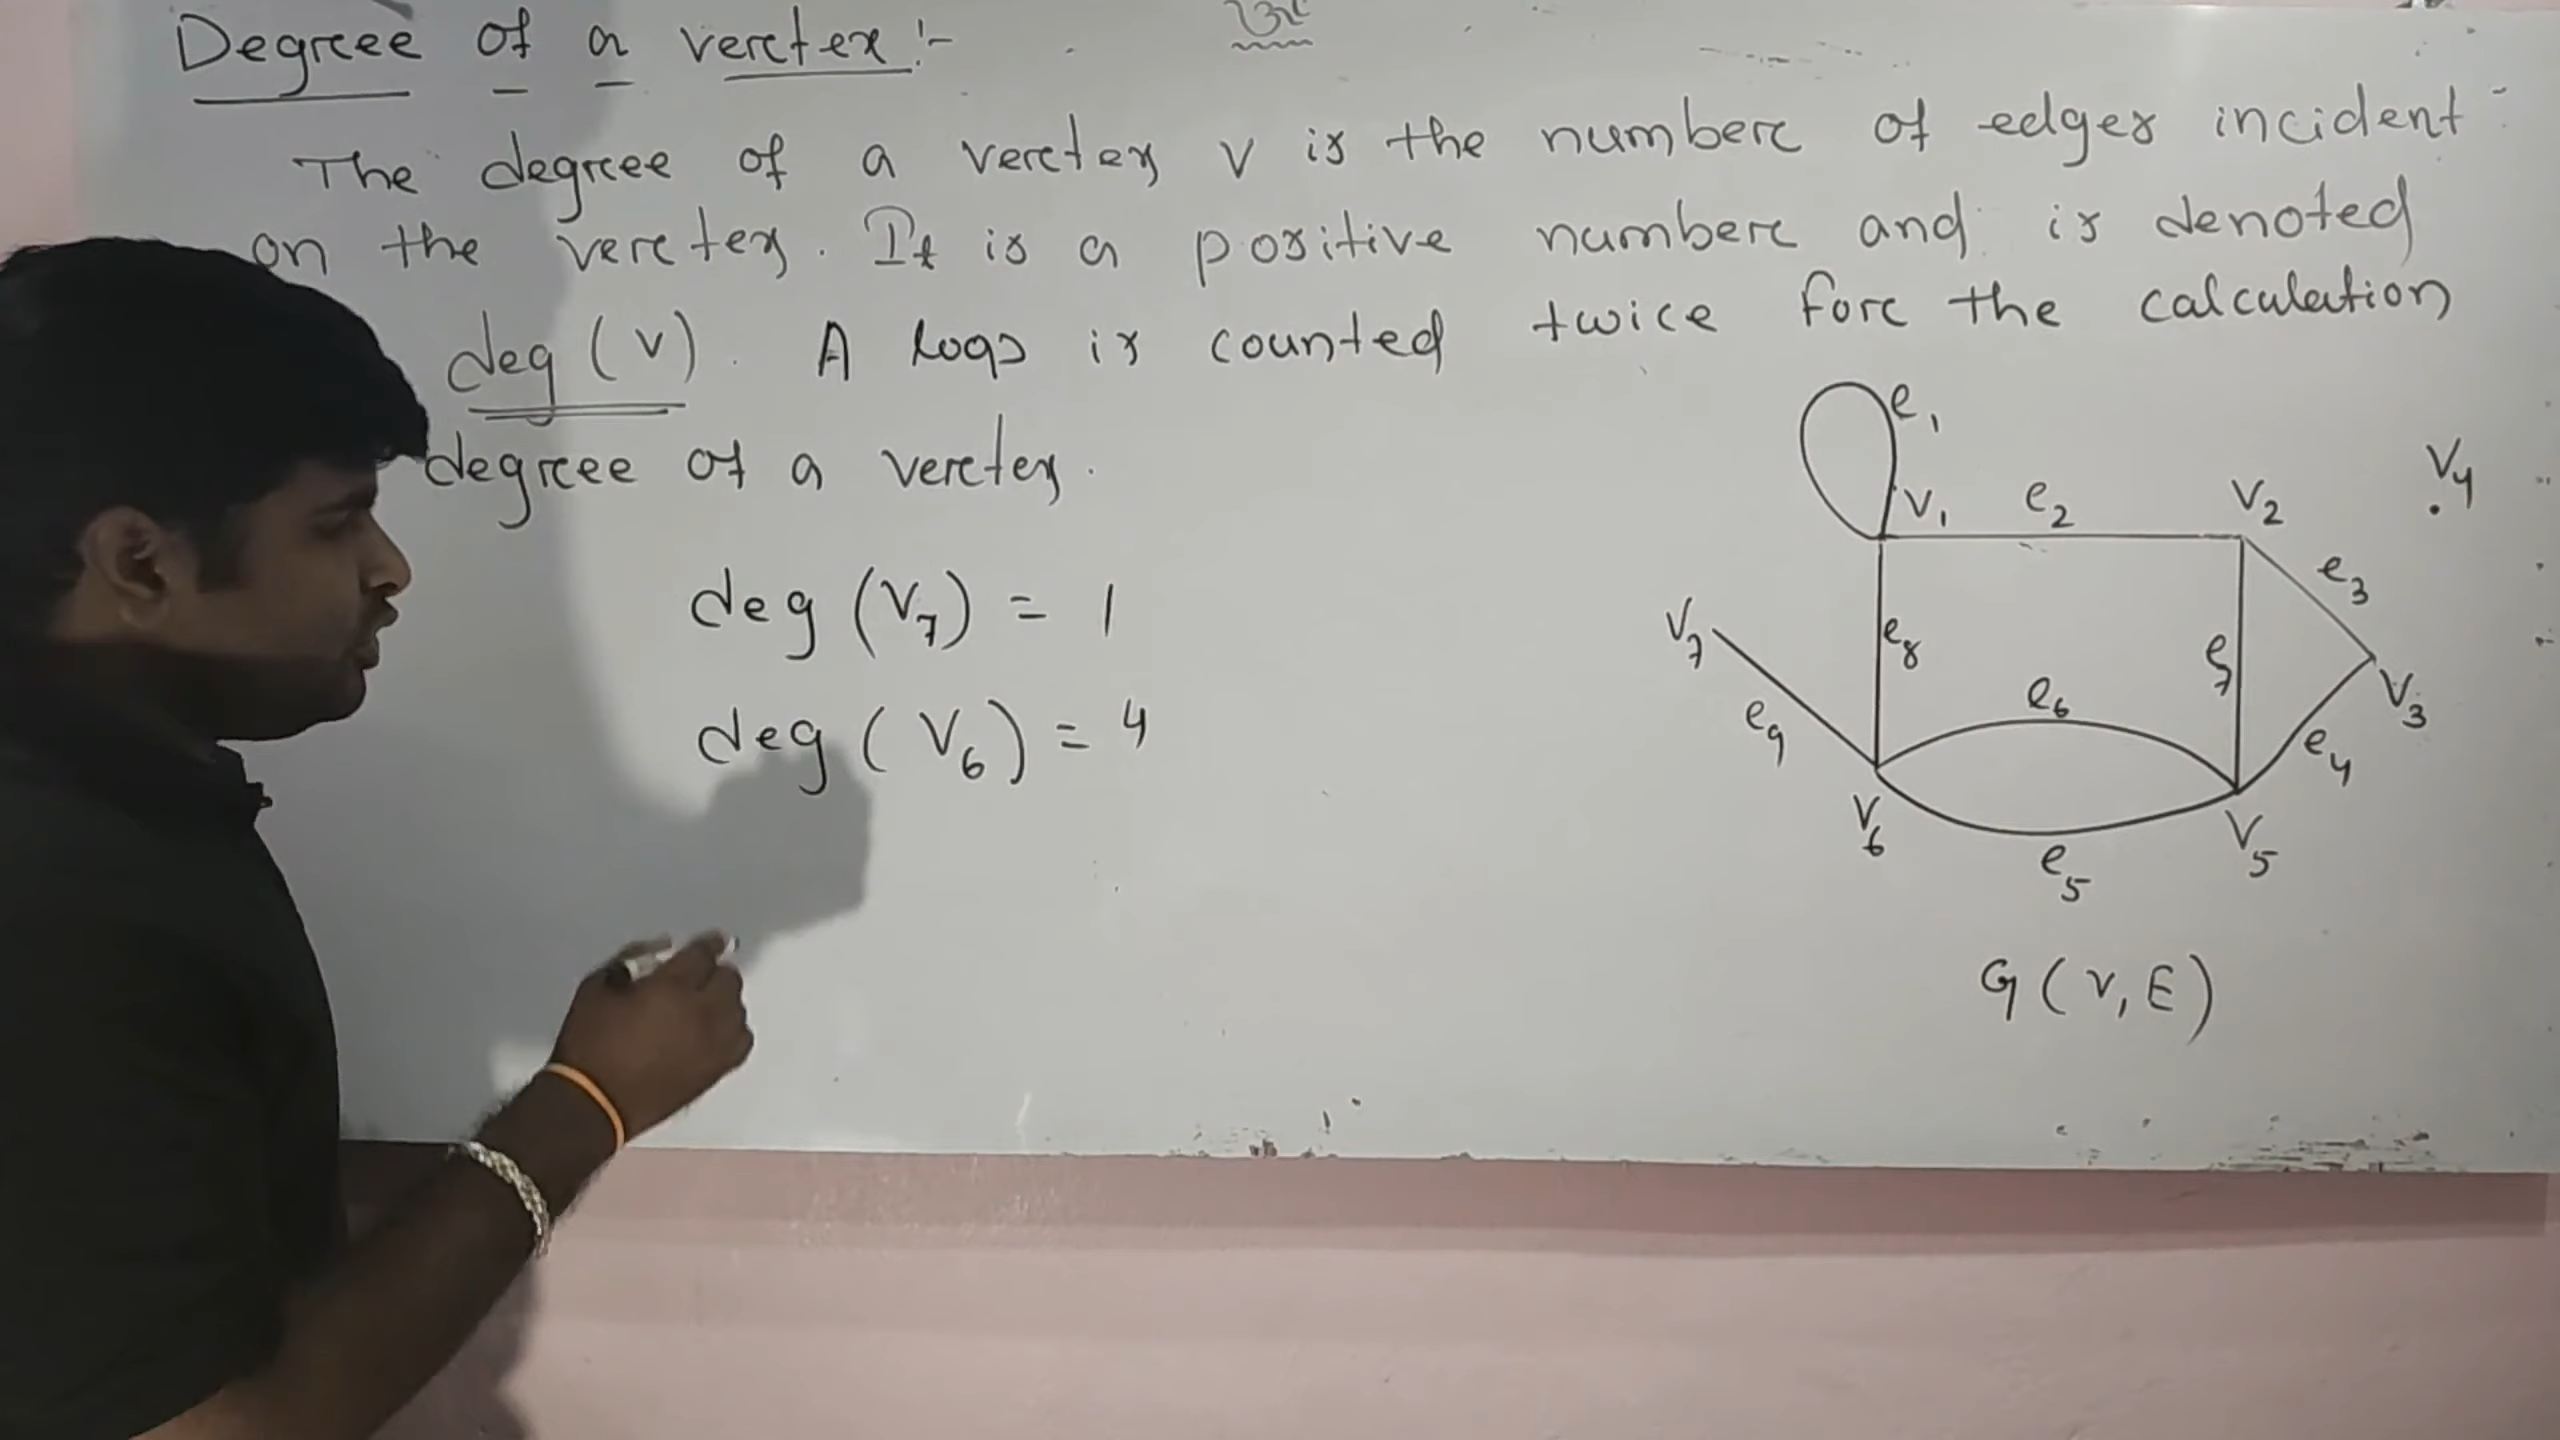 Degree of a vertex :-
The degree of a vertex v is the number of edges incident
on the vertex. It is a positive number and is denoted
deg (v). A loop is counted twice for the calculation
degree of a vertex.
deg (V7) = 1
deg (V6) = 4
e1
V1
e2
V2
V4
e3
V7
e8
e7
V3
e9
e6
e4
V6
V5
e5
G(V,E)